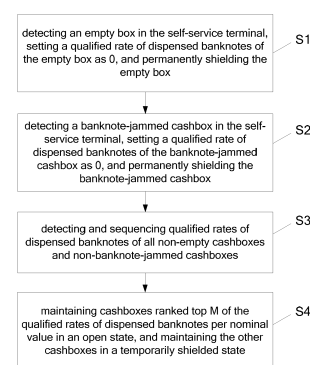 detecting an empty box in the self-service terminal,
setting a qualified rate of dispensed banknotes of
the empty box as 0, and permanently shielding the
empty box
S1
detecting a banknote-jammed cashbox in the self-
service terminal, setting a qualified rate of
dispensed banknotes of the banknote-jammed
cashbox as 0, and permanently shielding the
banknote-jammed cashbox
S2
detecting and sequencing qualified rates of
dispensed banknotes of all non-empty cashboxes
and non-banknote-jammed cashboxes
S3
maintaining cashboxes ranked top M of the
qualified rates of dispensed banknotes per nominal
value in an open state, and maintaining the other
cashboxes in a temporarily shielded state
S4